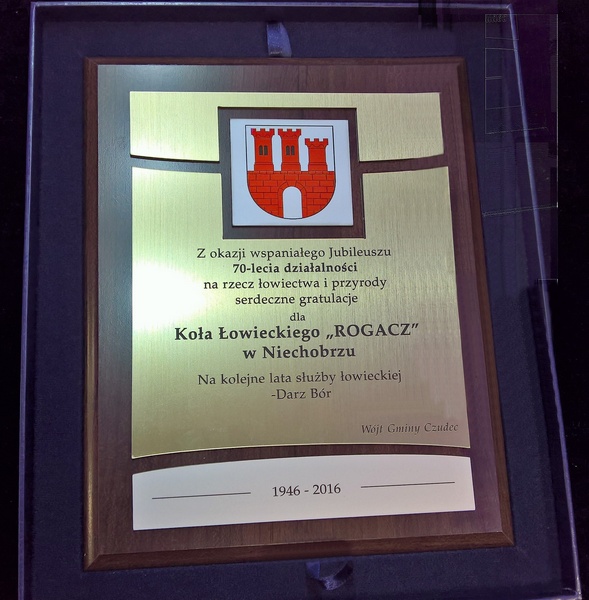 Z okazji wspaniałego Jubileuszu
70-lecia działalności
na rzecz łowiectwa i przyrody
serdeczne gratulacje
dla
Koła Łowieckiego „ROGACZ”
w Niechobrzu
Na kolejne lata służby łowieckiej
-Darz Bór
Wójt Gminy Czudec
1946 - 2016